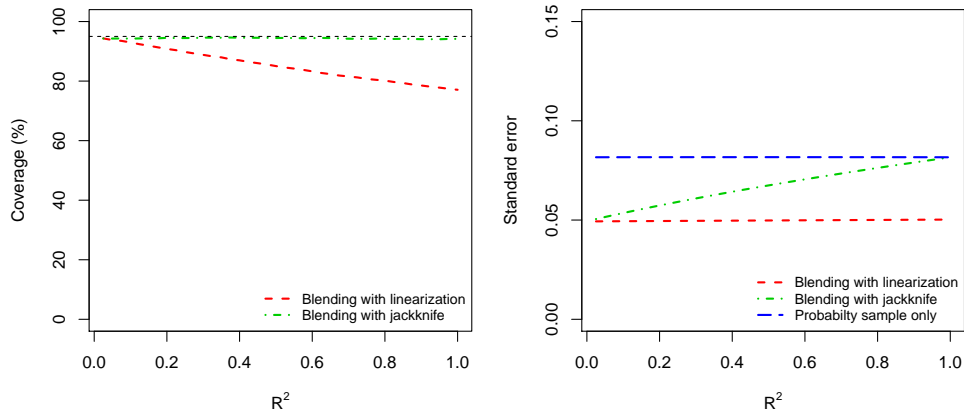 Coverage (%)
100
80
60
40
20
0
Blending with linearization
Blending with jackknife
0.0 0.2 0.4 0.6 0.8 1.0
R²
Standard error
0.15
0.10
0.05
0.00
Blending with linearization
Blending with jackknife
Probabilty sample only
0.0 0.2 0.4 0.6 0.8 1.0
R²